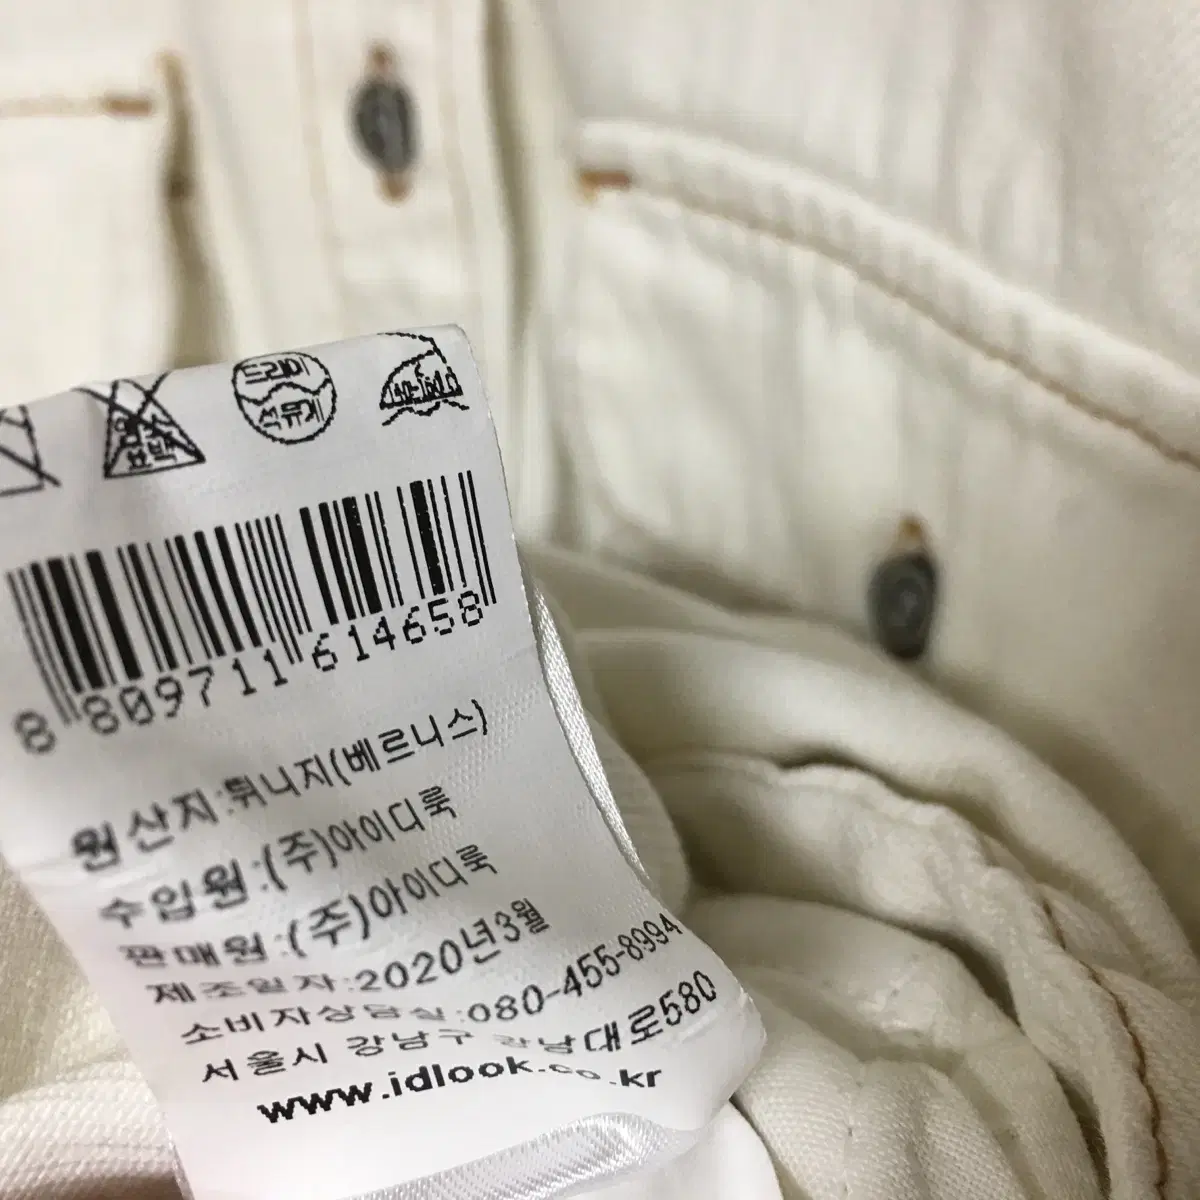 드라이
석유계
8 809711 614658
원산지:튀니지(베르니스)
수입원:(주)아이디룩
판매원:(주)아이디룩
제조일자:2020년3월
소비자상담실:080-455-8994
서울시 강남구 강남대로580
www.idlook.co.kr